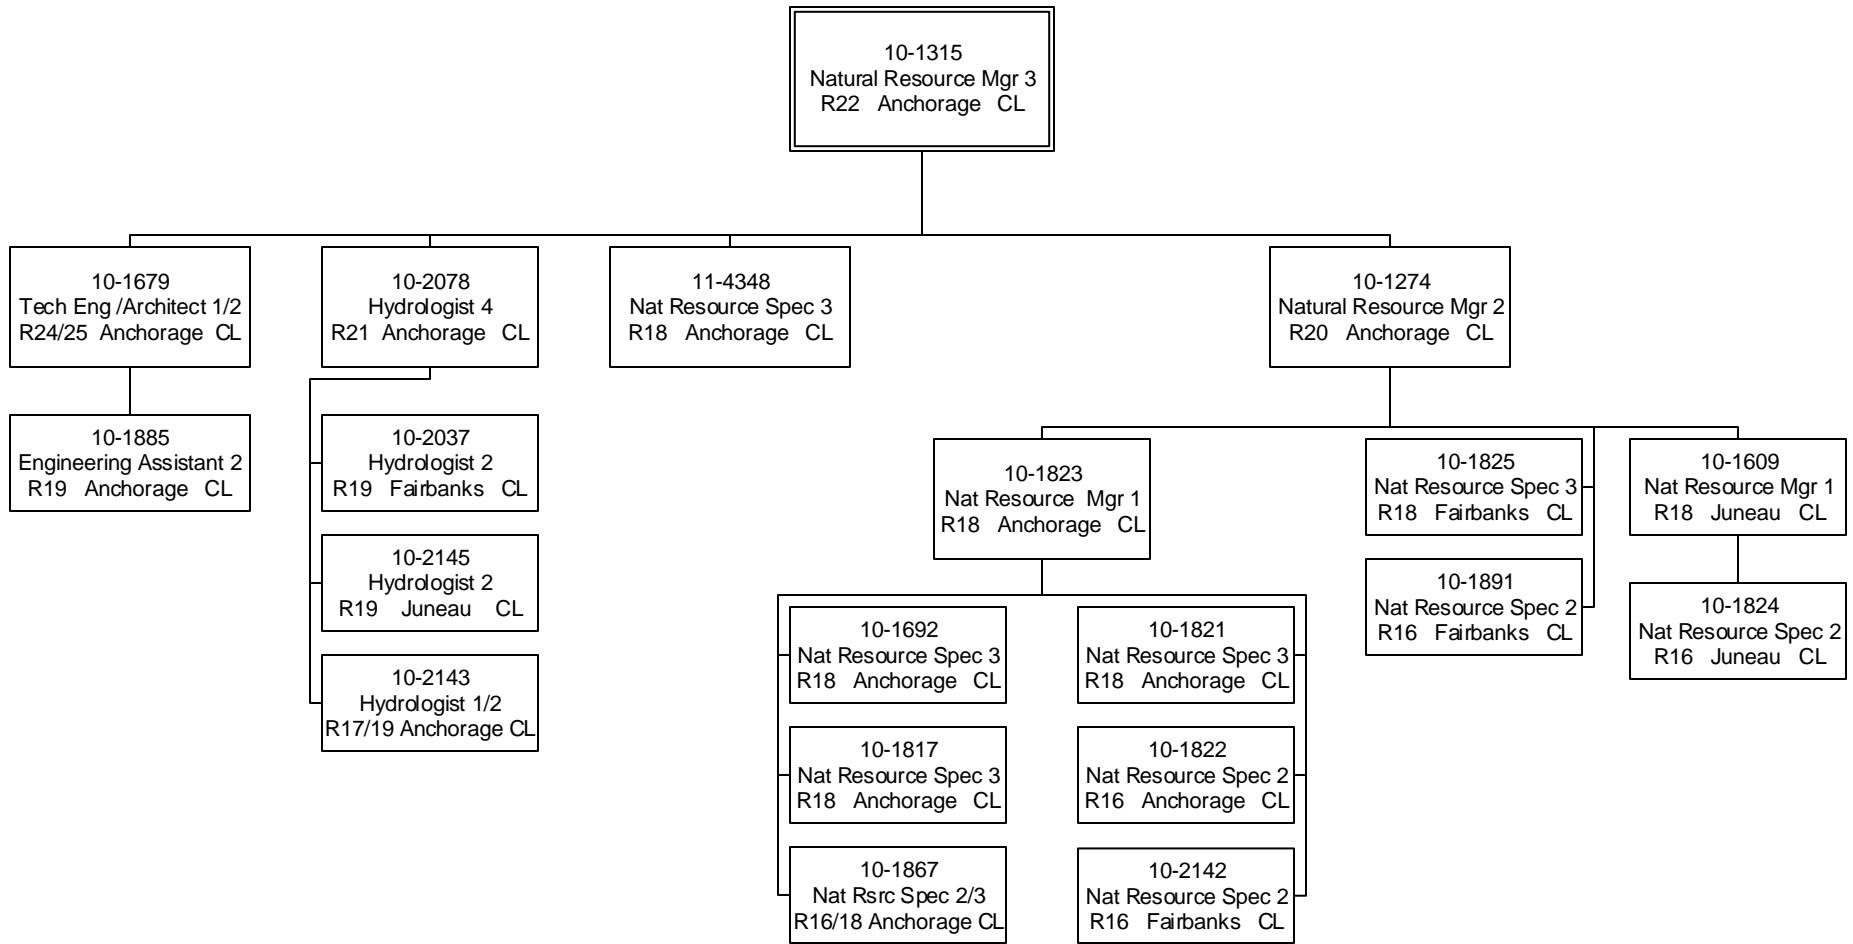 10-1315
Natural Resource Mgr 3
R22 Anchorage CL
10-1679
Tech Eng /Architect 1/2
R24/25 Anchorage CL
10-2078
Hydrologist 4
R21 Anchorage CL
11-4348
Nat Resource Spec 3
R18 Anchorage CL
10-1274
Natural Resource Mgr 2
R20 Anchorage CL
10-1885
Engineering Assistant 2
R19 Anchorage CL
10-2037
Hydrologist 2
R19 Fairbanks CL
10-2145
Hydrologist 2
R19 Juneau CL
10-2143
Hydrologist 1/2
R17/19 Anchorage CL
10-1823
Nat Resource Mgr 1
R18 Anchorage CL
10-1825
Nat Resource Spec 3
R18 Fairbanks CL
10-1891
Nat Resource Spec 2
R16 Fairbanks CL
10-1609
Nat Resource Mgr 1
R18 Juneau CL
10-1824
Nat Resource Spec 2
R16 Juneau CL
10-1692
Nat Resource Spec 3
R18 Anchorage CL
10-1817
Nat Resource Spec 3
R18 Anchorage CL
10-1867
Nat Rsrc Spec 2/3
R16/18 Anchorage CL
10-1821
Nat Resource Spec 3
R18 Anchorage CL
10-1822
Nat Resource Spec 2
R16 Anchorage CL
10-2142
Nat Resource Spec 2
R16 Fairbanks CL